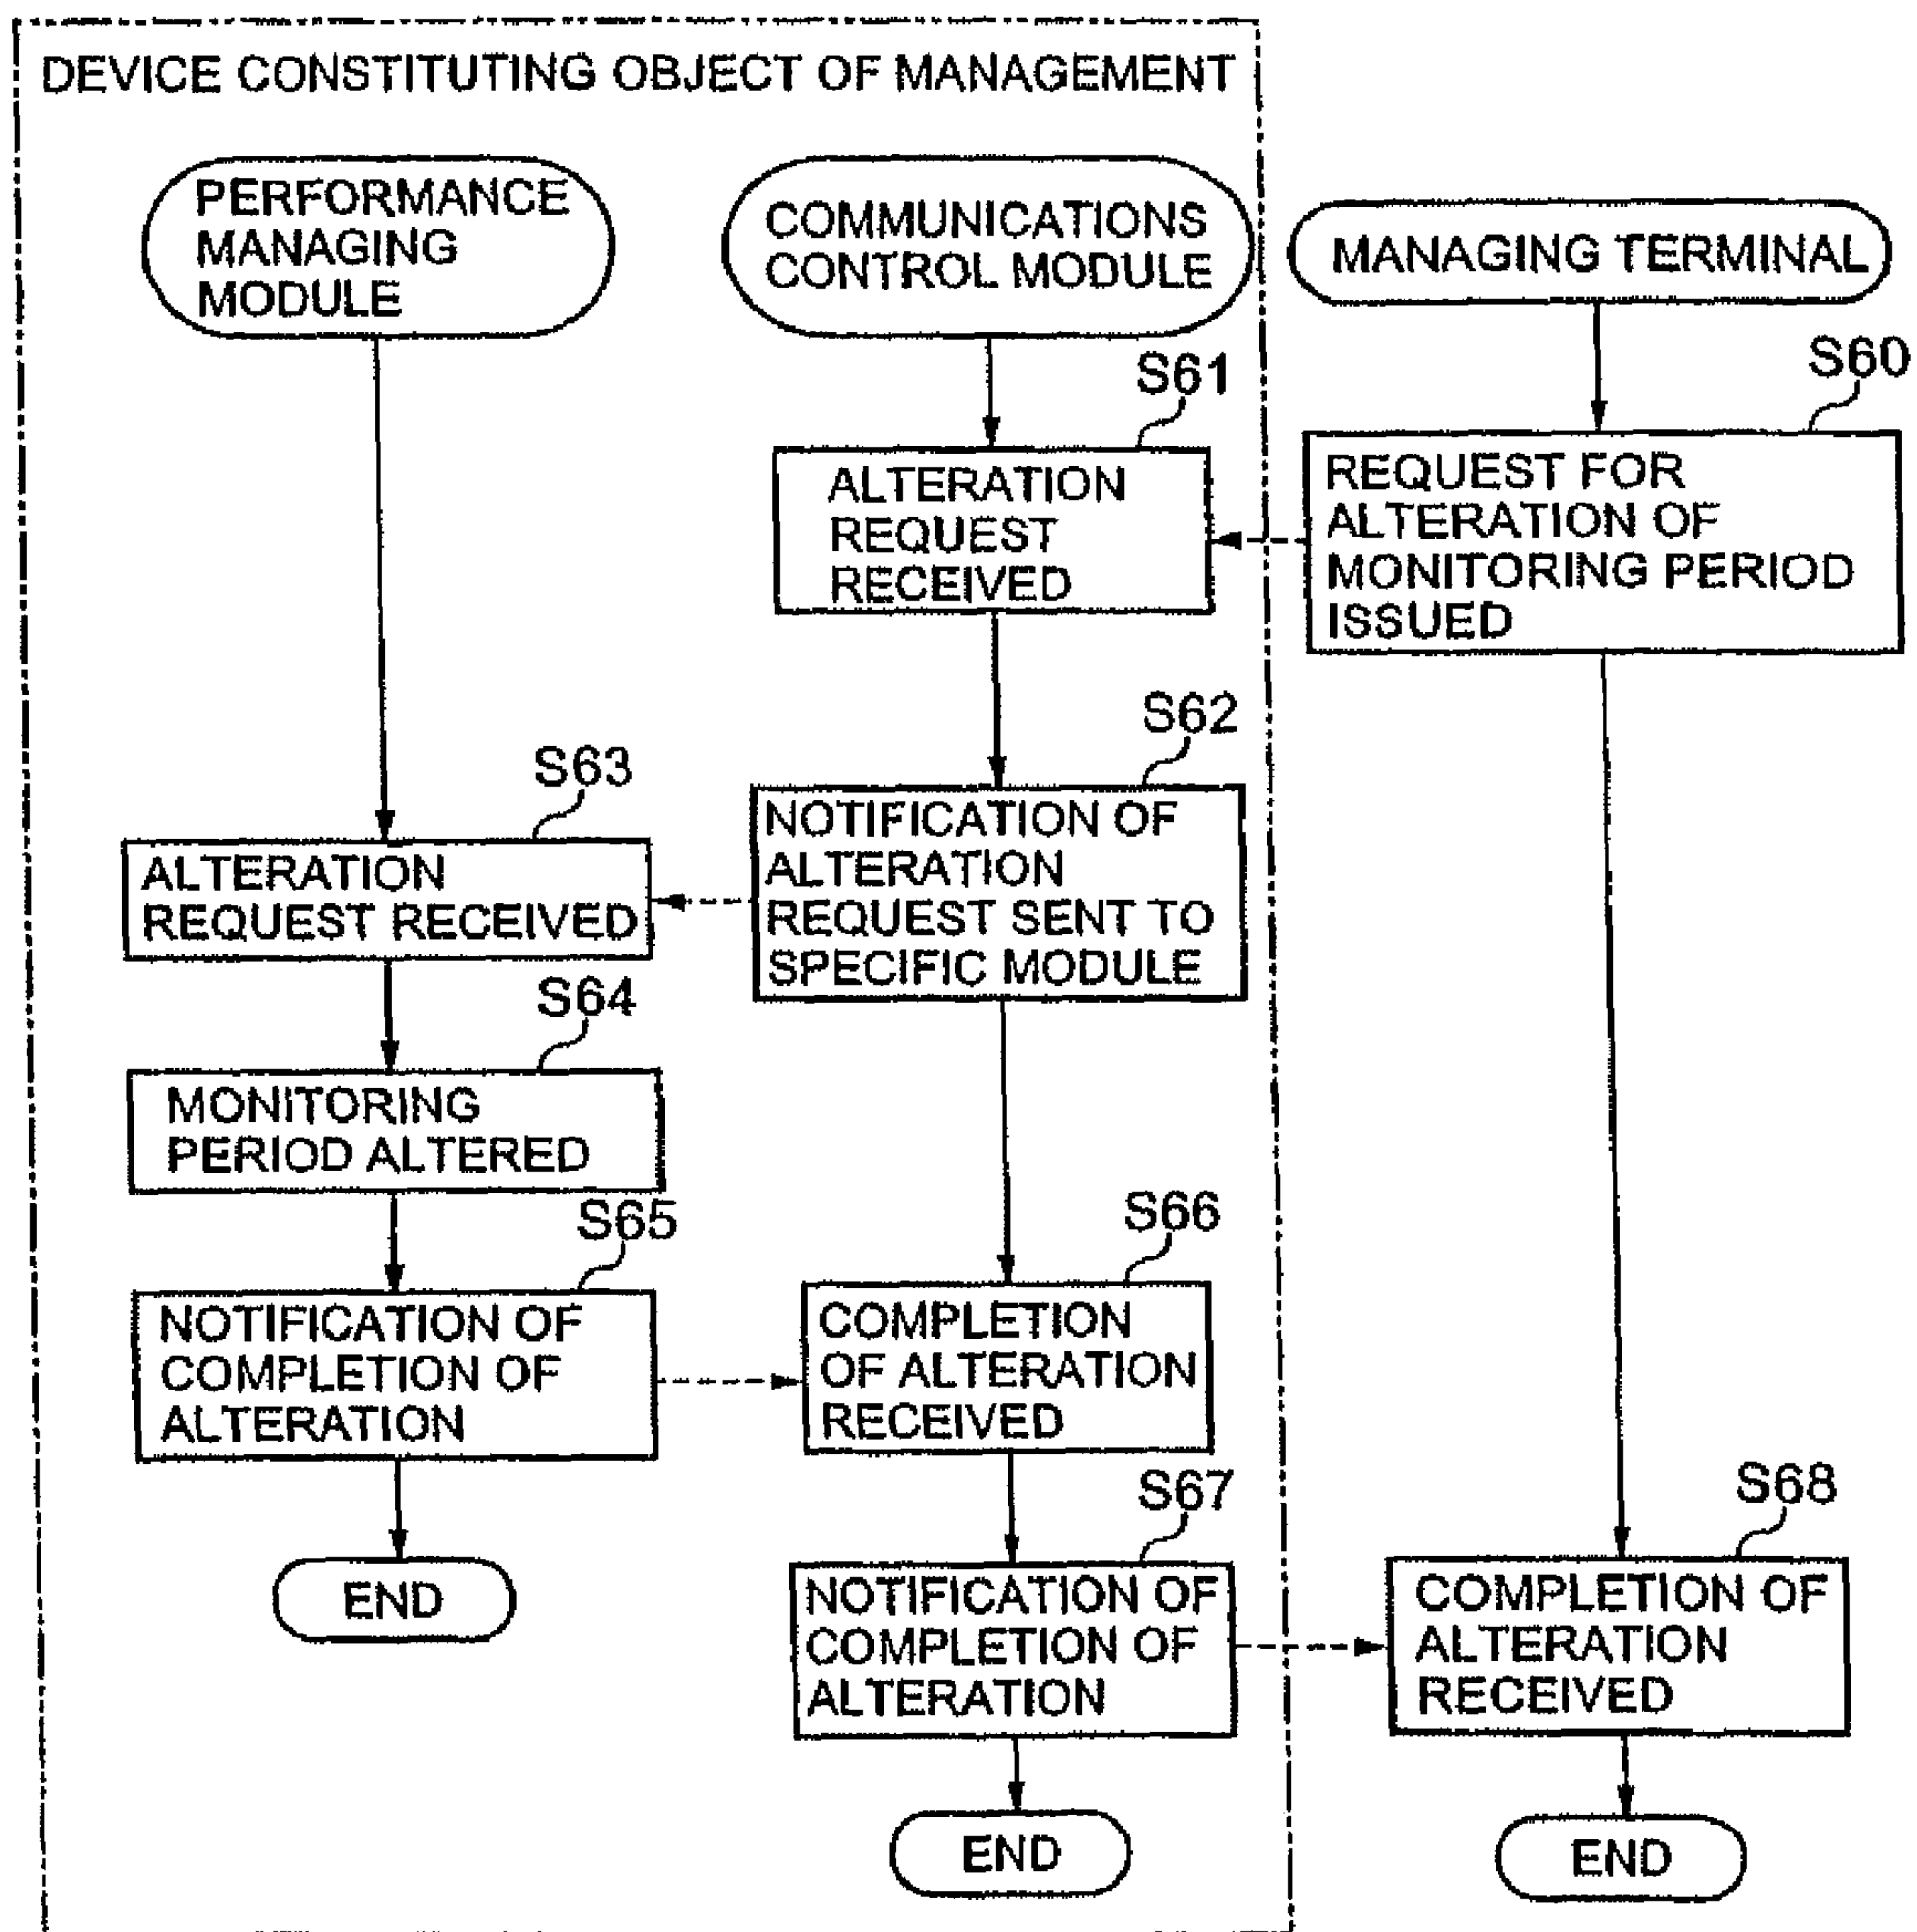 DEVICE CONSTITUTING OBJECT OF MANAGEMENT
PERFORMANCE
MANAGING
MODULE
COMMUNICATIONS
CONTROL MODULE
MANAGING TERMINAL
S60
REQUEST FOR
ALTERATION OF
MONITORING PERIOD
ISSUED
S61
ALTERATION
REQUEST
RECEIVED
S62
NOTIFICATION OF
ALTERATION
REQUEST SENT TO
SPECIFIC MODULE
S63
ALTERATION
REQUEST RECEIVED
S64
MONITORING
PERIOD ALTERED
S65
NOTIFICATION OF
COMPLETION OF
ALTERATION
S66
COMPLETION
OF ALTERATION
RECEIVED
S67
NOTIFICATION OF
COMPLETION OF
ALTERATION
S68
COMPLETION OF
ALTERATION
RECEIVED
END
END
END